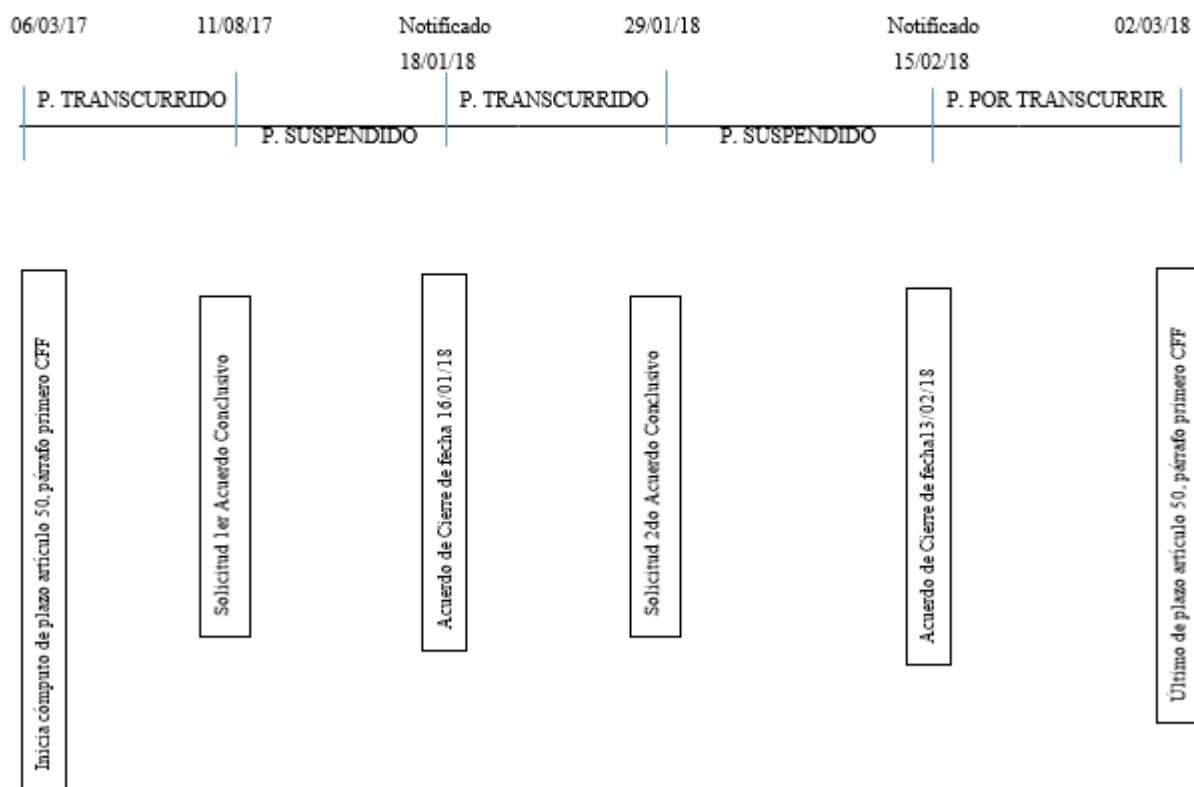 06/03/17 11/08/17 Notificado 29/01/18 Notificado 02/03/18
18/01/18 15/02/18
P. TRANSCURRIDO P. TRANSCURRIDO P. POR TRANSCURRIR
P. SUSPENDIDO P. SUSPENDIDO
Inicia cómputo de plazo artículo 50, párrafo primero CFF
Solicitud 1er Acuerdo Conclusivo
Acuerdo de Cierre de fecha 16/01/18
Solicitud 2do Acuerdo Conclusivo
Acuerdo de Cierre de fecha13/02/18
Último de plazo artículo 50, párrafo primero CFF